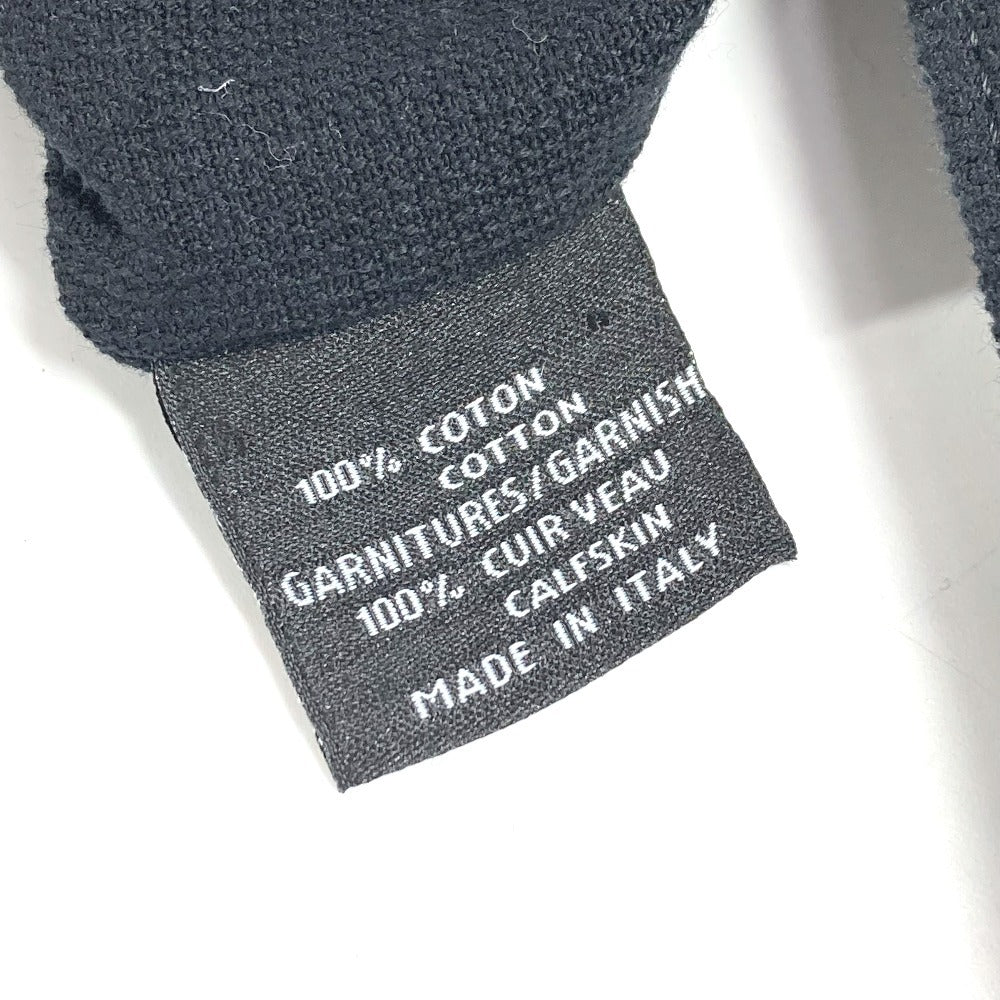 100% COTON
COTTON
GARNITURES/GARNISH
100% CUIR VEAU
CALFSKIN
MADE IN ITALY